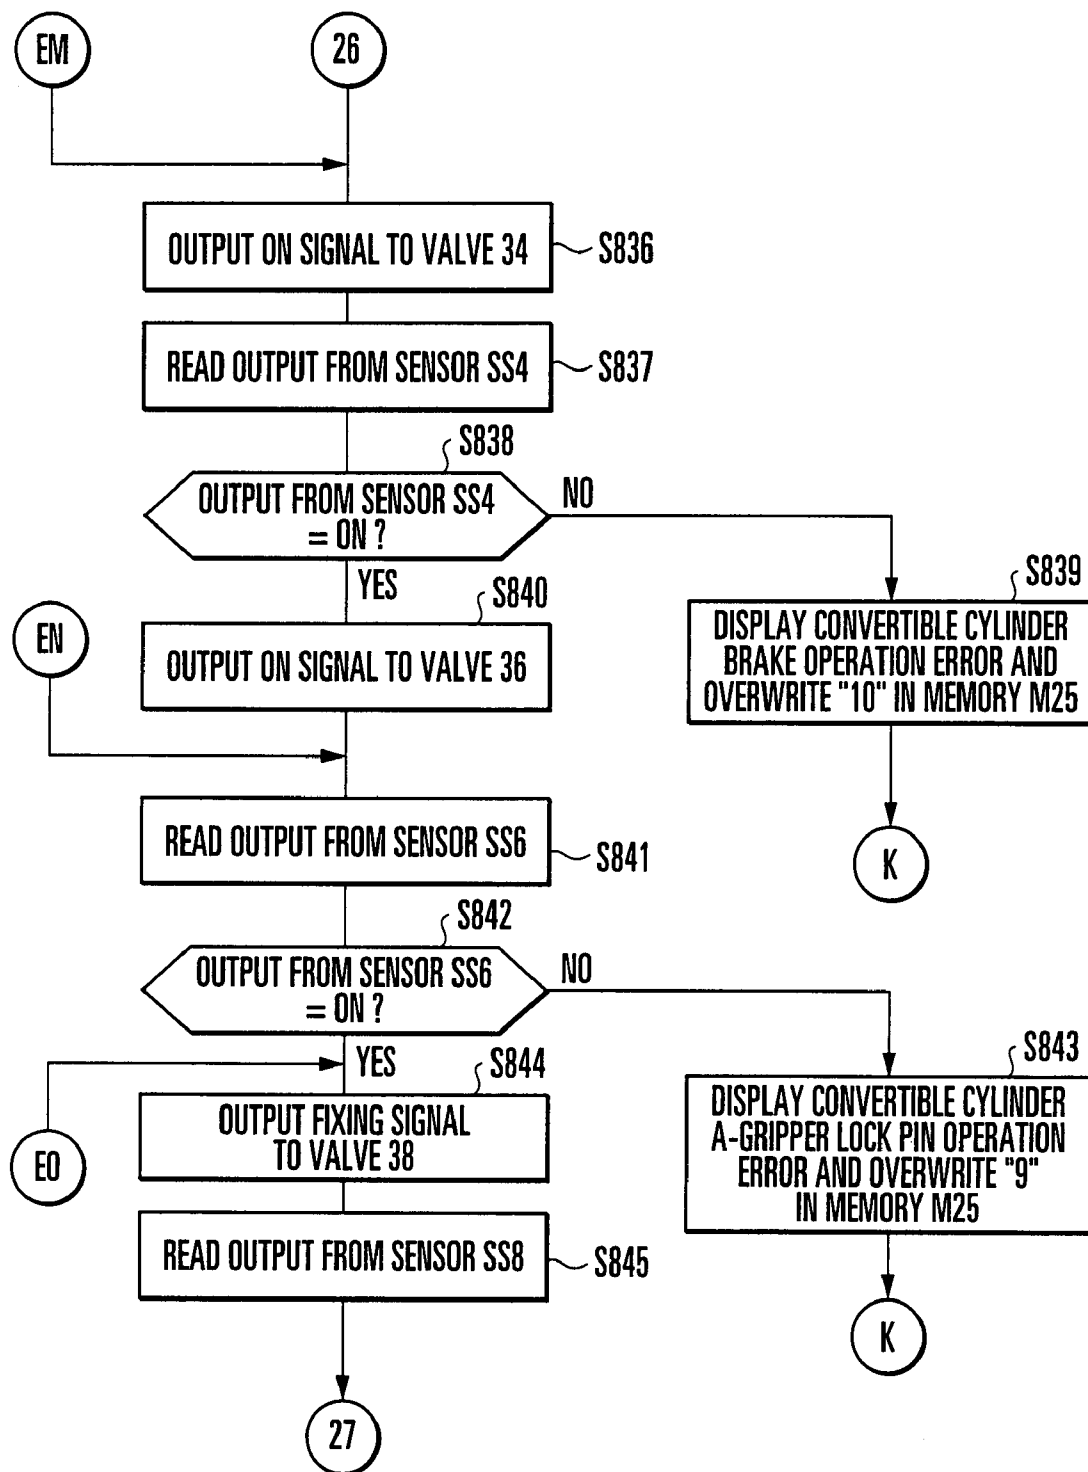 EM
26
OUTPUT ON SIGNAL TO VALVE 34
S836
READ OUTPUT FROM SENSOR SS4
S837
S838
OUTPUT FROM SENSOR SS4
= ON ?
NO
YES
S839
DISPLAY CONVERTIBLE CYLINDER
BRAKE OPERATION ERROR AND
OVERWRITE "10" IN MEMORY M25
K
S840
EN
OUTPUT ON SIGNAL TO VALVE 36
READ OUTPUT FROM SENSOR SS6
S841
S842
OUTPUT FROM SENSOR SS6
= ON ?
NO
YES
S843
DISPLAY CONVERTIBLE CYLINDER
A-GRIPPER LOCK PIN OPERATION
ERROR AND OVERWRITE "9"
IN MEMORY M25
K
S844
EO
OUTPUT FIXING SIGNAL
TO VALVE 38
READ OUTPUT FROM SENSOR SS8
S845
27